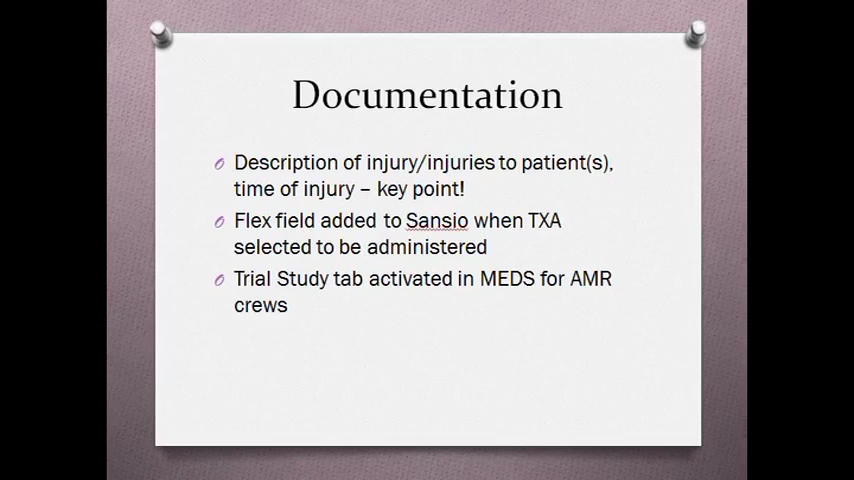 Documentation
Description of injury/injuries to patient(s),
time of injury – key point!
Flex field added to Sansio when TXA
selected to be administered
Trial Study tab activated in MEDS for AMR
crews